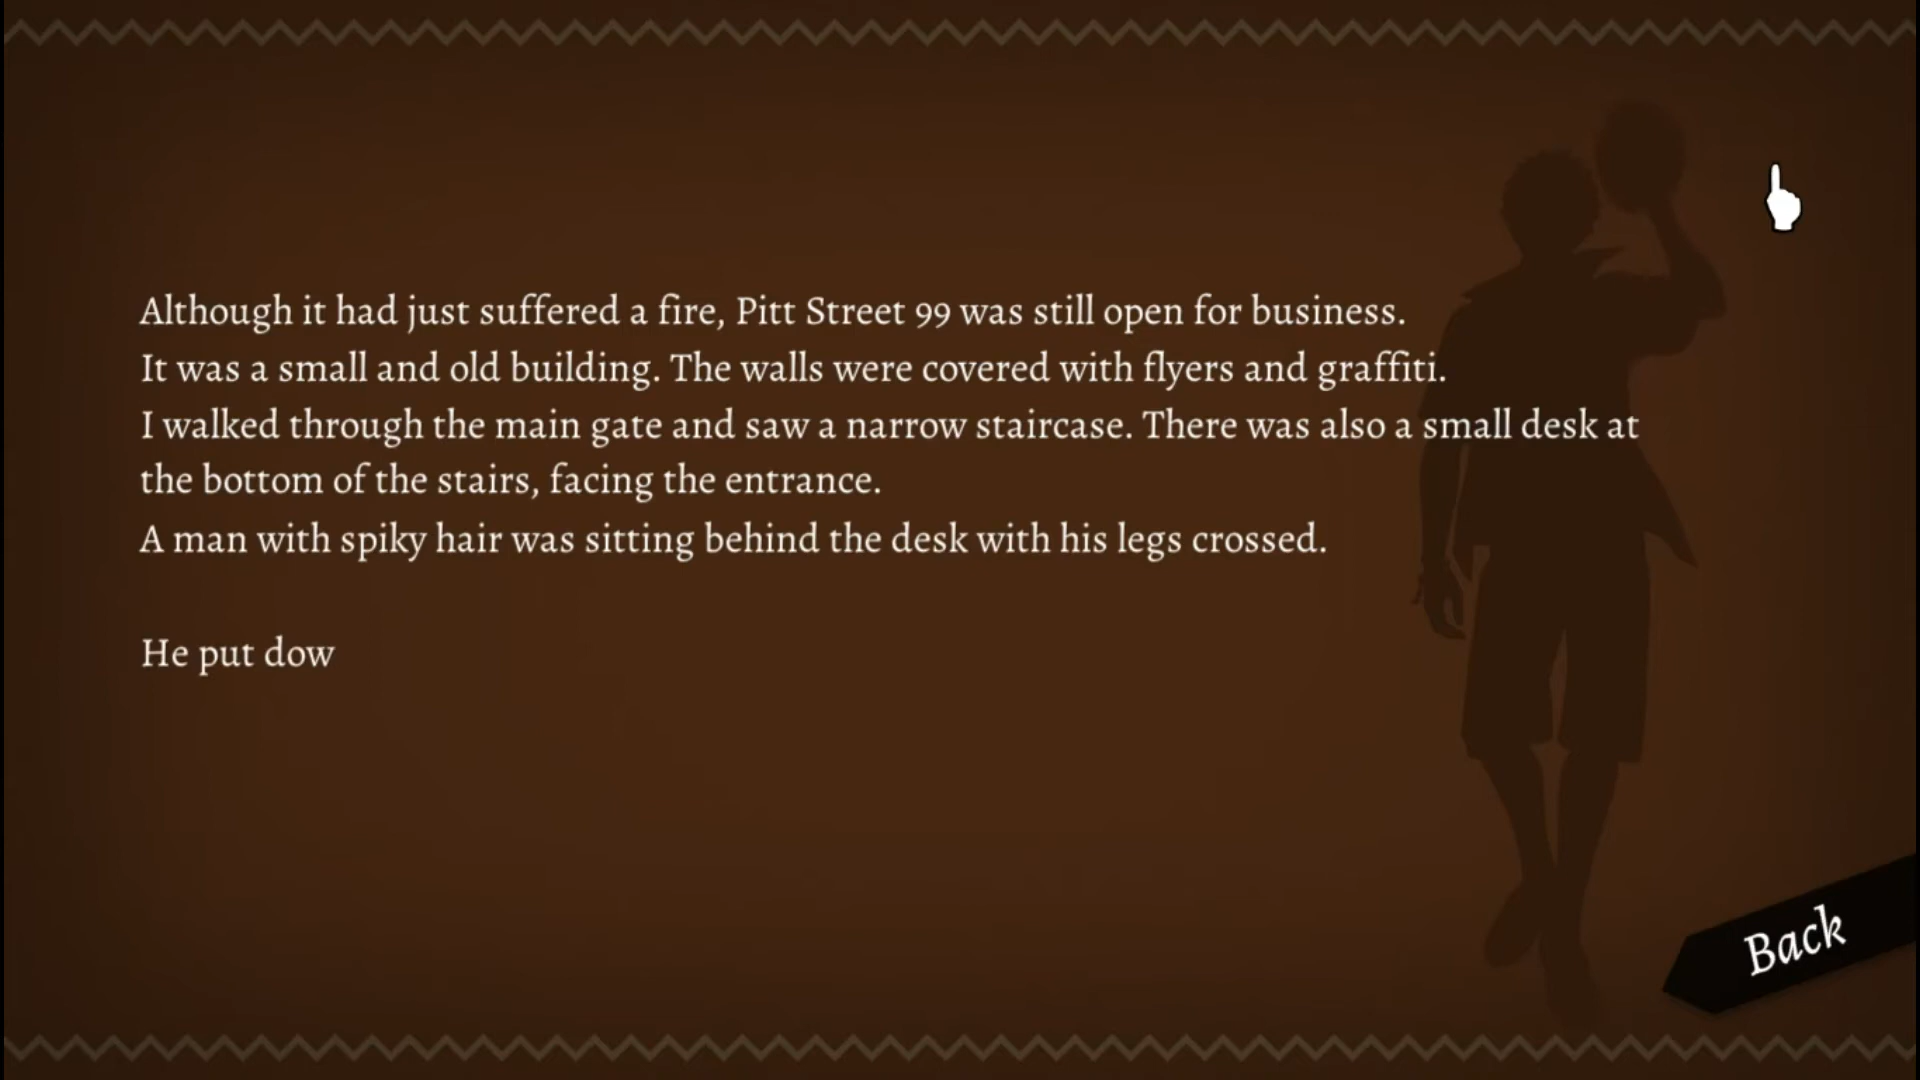 Although it had just suffered a fire, Pitt Street 99 was still open for business.
It was a small and old building. The walls were covered with flyers and graffiti.
I walked through the main gate and saw a narrow staircase. There was also a small desk at
the bottom of the stairs, facing the entrance.
A man with spiky hair was sitting behind the desk with his legs crossed.
He put dow
Back